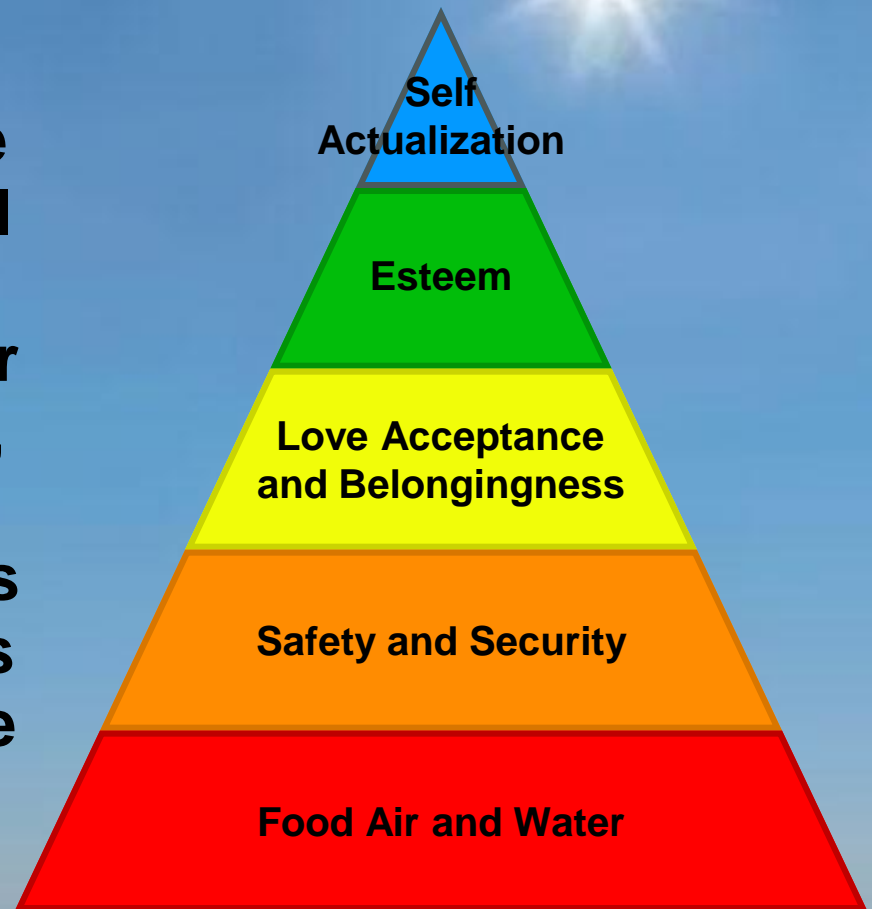 Self
Actualization
Esteem
Love Acceptance
and Belongingness
Safety and Security
Food Air and Water